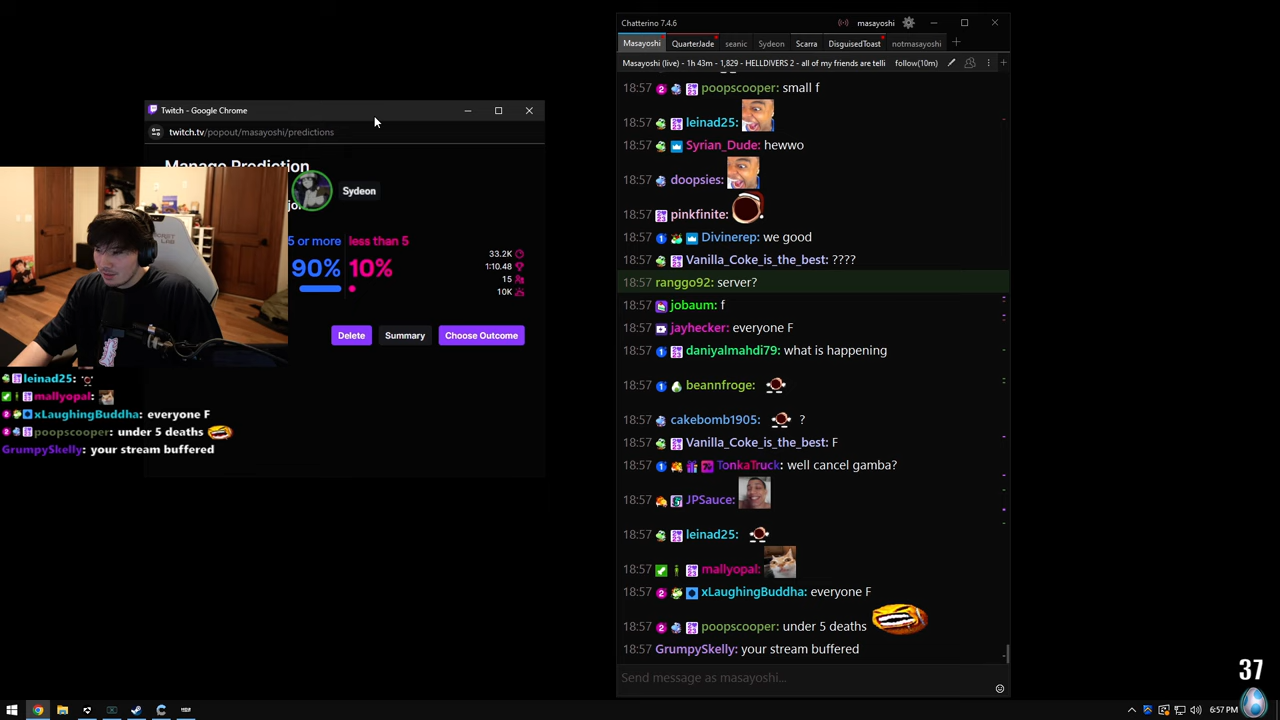 Chatterino 7.4.6
masayoshi
Masayoshi
QuarterJade
seanic
Sydeon
Scarra
DisguisedToast
notmasayoshi
Masayoshi (live) - 1h 43m - 1,829 - HELLDIVERS 2 - all of my friends are telli
follow(10m)
18:57 poopscooper: small f
18:57 leinad25:
18:57 Syrian_Dude: hewwo
18:57 doopsies:
18:57 pinkfinite:
18:57 Divinerep: we good
18:57 Vanilla_Coke_is_the_best: ????
18:57 ranggo92: server?
18:57 jobaum: f
18:57 jayhecker: everyone F
18:57 daniyalmahdi79: what is happening
18:57 beannfroge:
18:57 cakebomb1905: ?
18:57 Vanilla_Coke_is_the_best: F
18:57 TonkaTruck: well cancel gamba?
18:57 JPSauce:
18:57 leinad25:
18:57 mallyopal:
18:57 xLaughingBuddha: everyone F
18:57 poopscooper: under 5 deaths
18:57 GrumpySkelly: your stream buffered
Send message as masayoshi...
Twitch - Google Chrome
twitch.tv/popout/masayoshi/predictions
Manage Prediction
Sydeon
5 or more
less than 5
90%
10%
33.2K
1:10.48
15
10K
Delete
Summary
Choose Outcome
leinad25:
mallyopal:
xLaughingBuddha: everyone F
poopscooper: under 5 deaths
GrumpySkelly: your stream buffered
37
6:57 PM